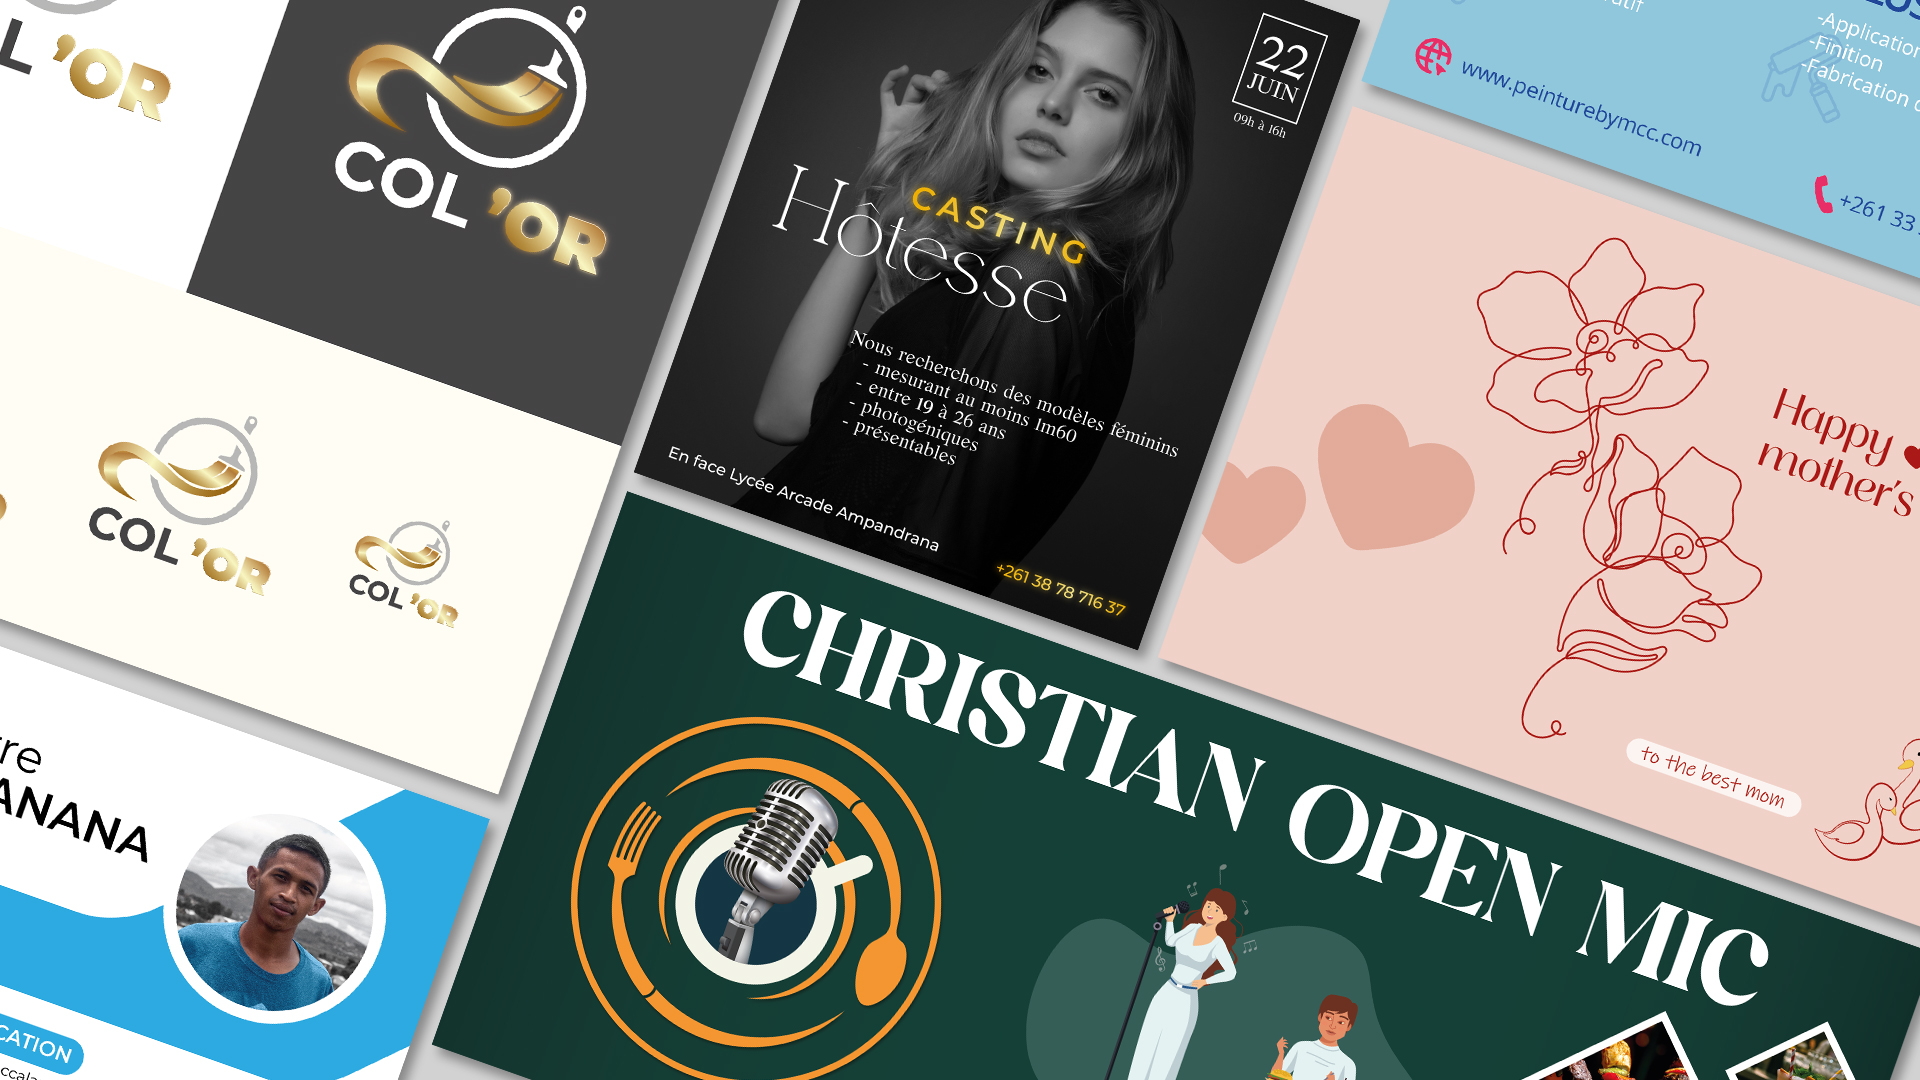 'OR
COL 'OR
COL 'OR
COL 'OR
ANANA
CATION
22
JUIN
09h à 16h
CASTING
Hôtesse
Nous recherchons des modèles féminins
- mesurant au moins 1m60
- entre 19 à 26 ans
- photogéniques
- présentables
En face Lycée Arcade Ampandrana
+261 38 78 716 37
www.peinturebymcc.com
-Application
-Finition
-Fabrication
+261 33
Happy
mother's
to the best mom
CHRISTIAN OPEN MIC